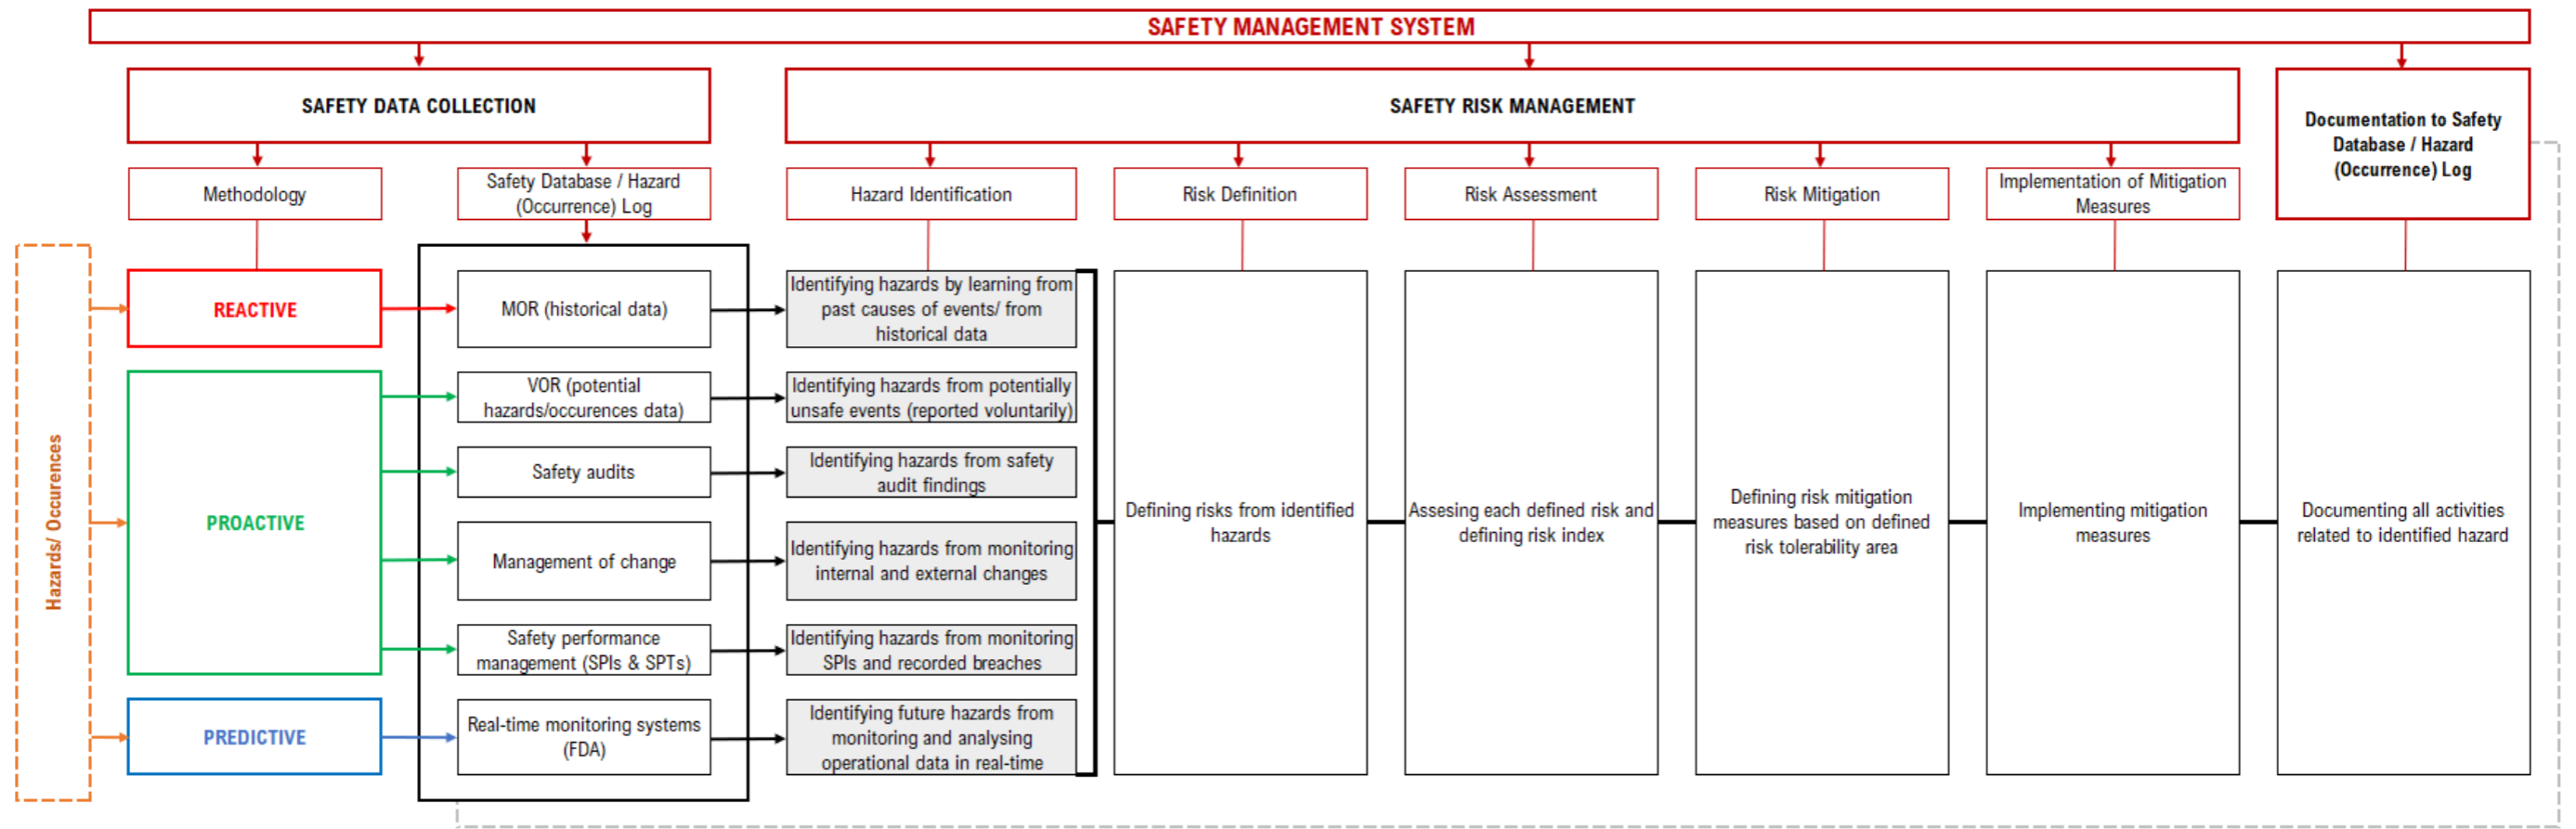 SAFETY MANAGEMENT SYSTEM
SAFETY DATA COLLECTION
SAFETY RISK MANAGEMENT
Documentation to Safety
Database / Hazard
(Occurrence) Log
Methodology
Safety Database / Hazard
(Occurrence) Log
Hazard Identification
Risk Definition
Risk Assessment
Risk Mitigation
Implementation of Mitigation
Measures
Hazards/ Occurences
REACTIVE
MOR (historical data)
Identifying hazards by learning from
past causes of events/ from
historical data
PROACTIVE
VOR (potential
hazards/occurences data)
Identifying hazards from potentially
unsafe events (reported voluntarily)
Safety audits
Identifying hazards from safety
audit findings
Management of change
Identifying hazards from monitoring
internal and external changes
Safety performance
management (SPIs & SPTs)
Identifying hazards from monitoring
SPIs and recorded breaches
PREDICTIVE
Real-time monitoring systems
(FDA)
Identifying future hazards from
monitoring and analysing
operational data in real-time
Defining risks from identified
hazards
Assesing each defined risk and
defining risk index
Defining risk mitigation
measures based on defined
risk tolerability area
Implementing mitigation
measures
Documenting all activities
related to identified hazard